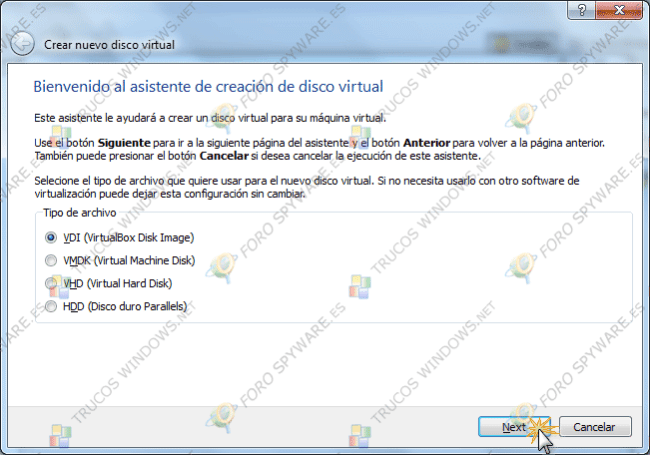 Crear nuevo disco virtual
Bienvenido al asistente de creación de disco virtual
Este asistente le ayudará a crear un disco virtual para su máquina virtual.
Use el botón Siguiente para ir a la siguiente página del asistente y el botón Anterior para volver a la página anterior.
También puede presionar el botón Cancelar si desea cancelar la ejecución de este asistente.
Seleccione el tipo de archivo que quiere usar para el nuevo disco virtual. Si no necesita usarlo con otro software de
virtualización puede dejar esta configuración sin cambiar.
Tipo de archivo
VDI (VirtualBox Disk Image)
VMDK (Virtual Machine Disk)
VHD (Virtual Hard Disk)
HDD (Disco duro Parallels)
Next
Cancelar
TRUCOS WINDOWS.NET
FORO SPYWARE.ES